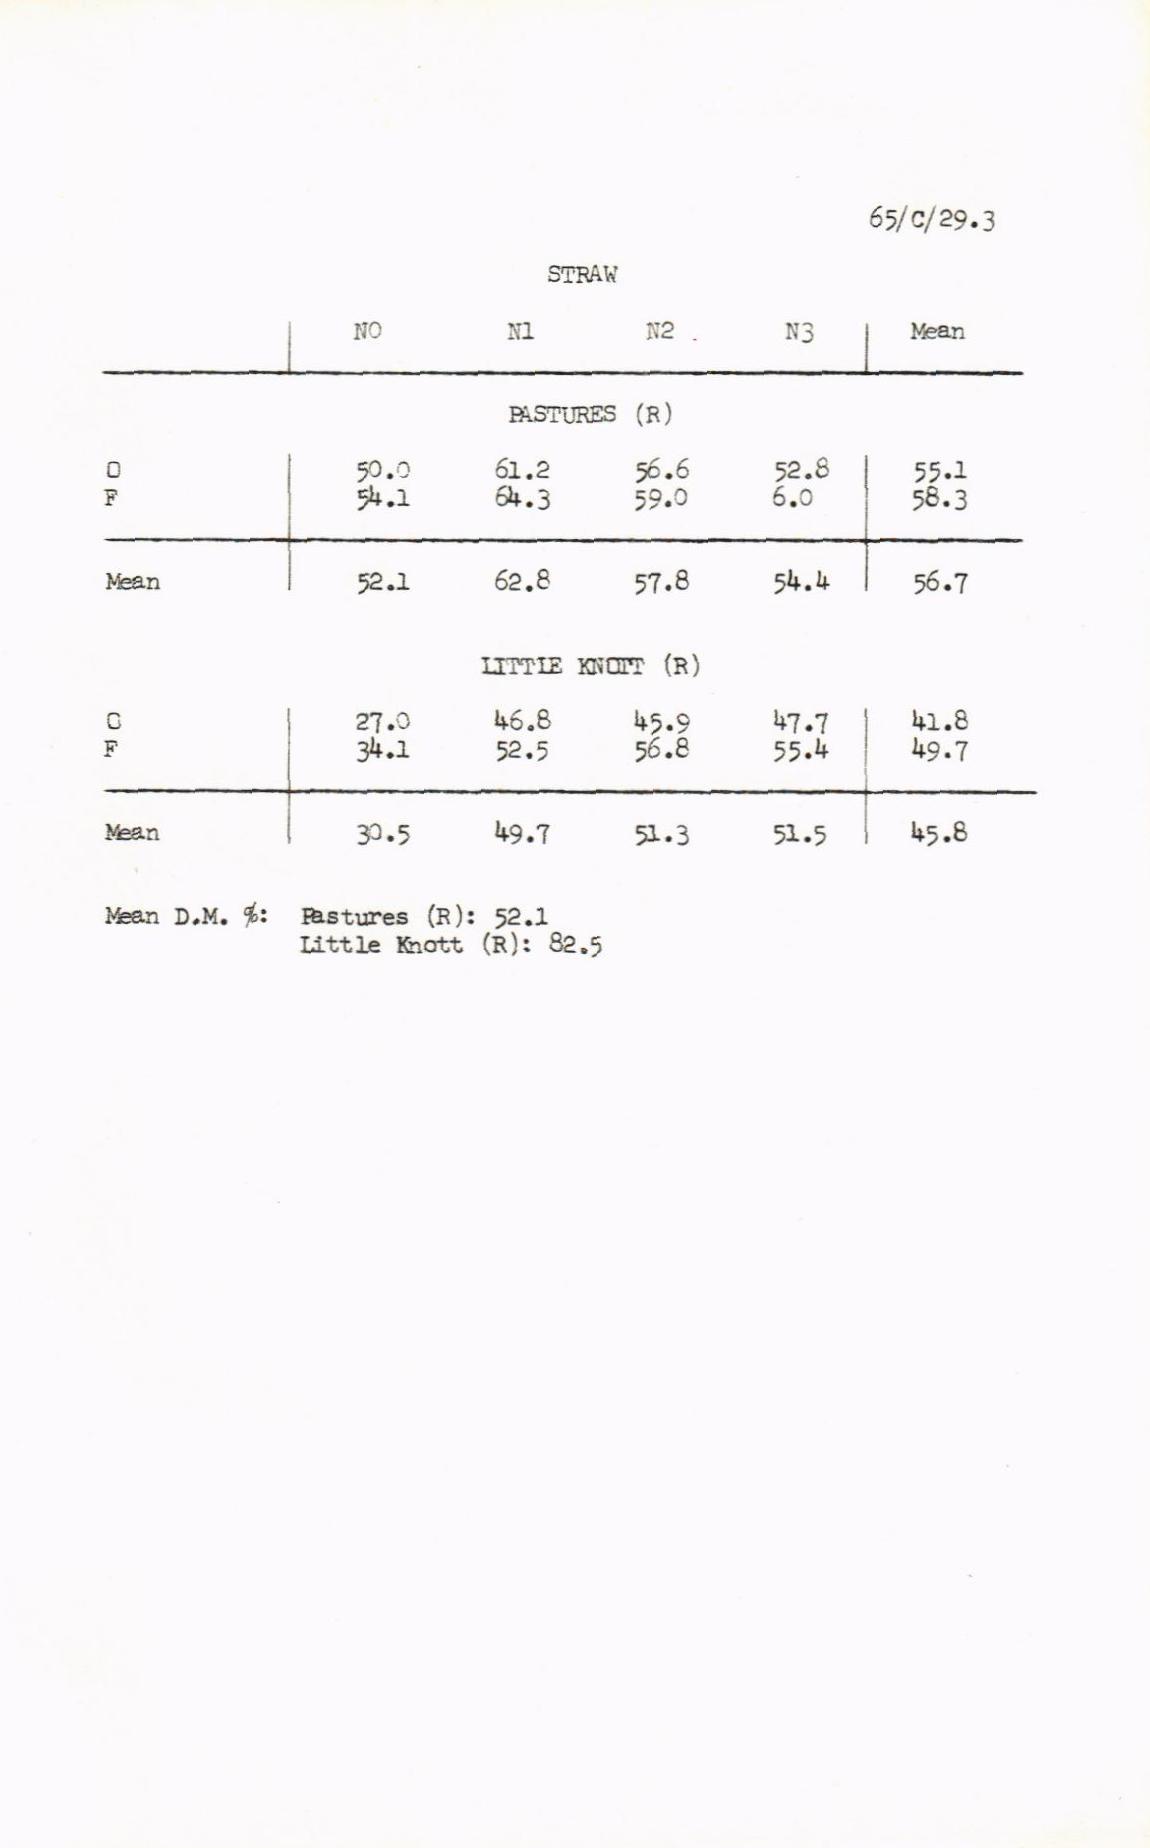 65/C/29.3
STRAW
N0 N1 N2 N3 Mean
PASTURES (R)
O 50.0 61.2 56.6 52.8 55.1
F 54.1 64.3 59.0 6.0 58.3
Mean 52.1 62.8 57.8 54.4 56.7
LITTLE KNOTT (R)
O 27.0 46.8 45.9 47.7 41.8
F 34.1 52.5 56.8 55.4 49.7
Mean 30.5 49.7 51.3 51.5 45.8
Mean D.M. %: Pastures (R): 52.1
Little Knott (R): 82.5